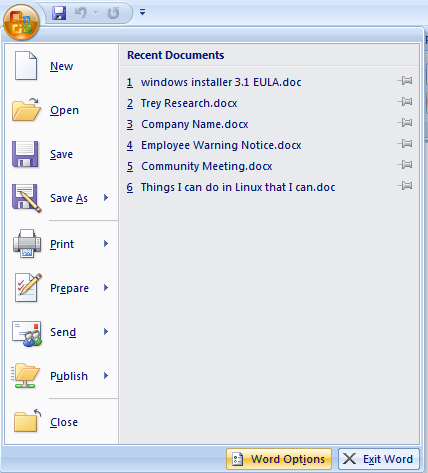 New
Open
Save
Save As
Print
Prepare
Send
Publish
Close
Recent Documents
1 windows installer 3.1 EULA.doc
2 Trey Research.docx
3 Company Name.docx
4 Employee Warning Notice.docx
5 Community Meeting.docx
6 Things I can do in Linux that I can.doc
Word Options
Exit Word